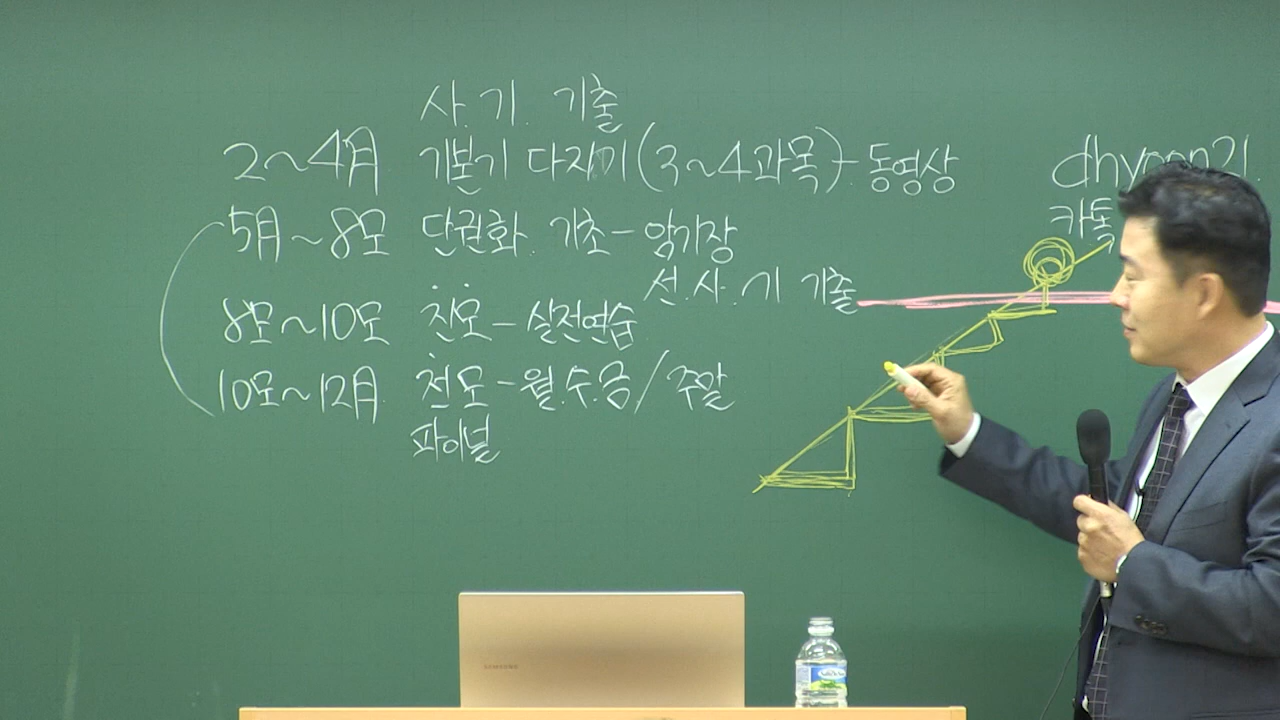 사. 기. 기출
2~4月 기본기 다지기(3~4과목)- 동영상
5月~8모 단권화. 기초-암기장
선.사.기 기출
8모~10모 진모-실전연습
10모~12月 전모-월.수.금/주말
파이널
dhyoon21
카톡
SAMSUNG